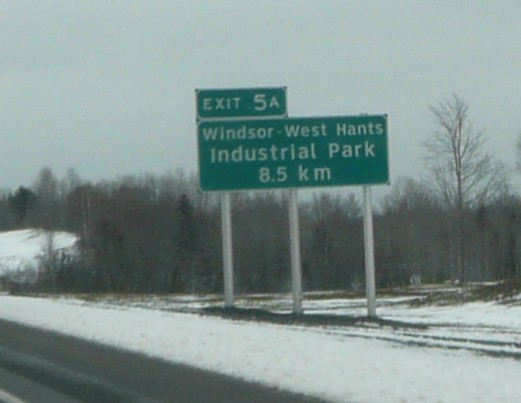 EXIT 5A
Windsor-West Hants
Industrial Park
8.5 km